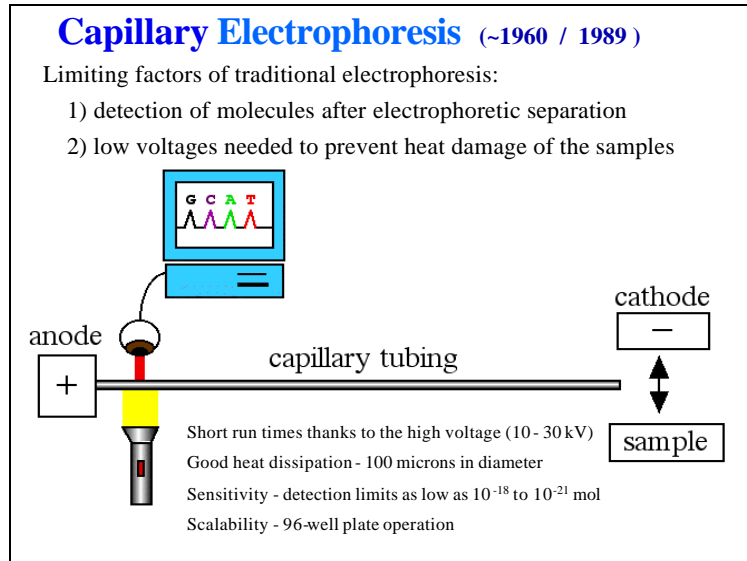 Capillary Electrophoresis (~1960 / 1989 )
Limiting factors of traditional electrophoresis:
1) detection of molecules after electrophoretic separation
2) low voltages needed to prevent heat damage of the samples
G C A T
cathode
−
anode
+
capillary tubing
sample
Short run times thanks to the high voltage (10 - 30 kV)
Good heat dissipation - 100 microns in diameter
Sensitivity - detection limits as low as 10⁻¹⁸ to 10⁻²¹ mol
Scalability - 96-well plate operation